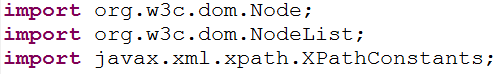 import org.w3c.dom.Node;
import org.w3c.dom.NodeList;
import javax.xml.xpath.XPathConstants;